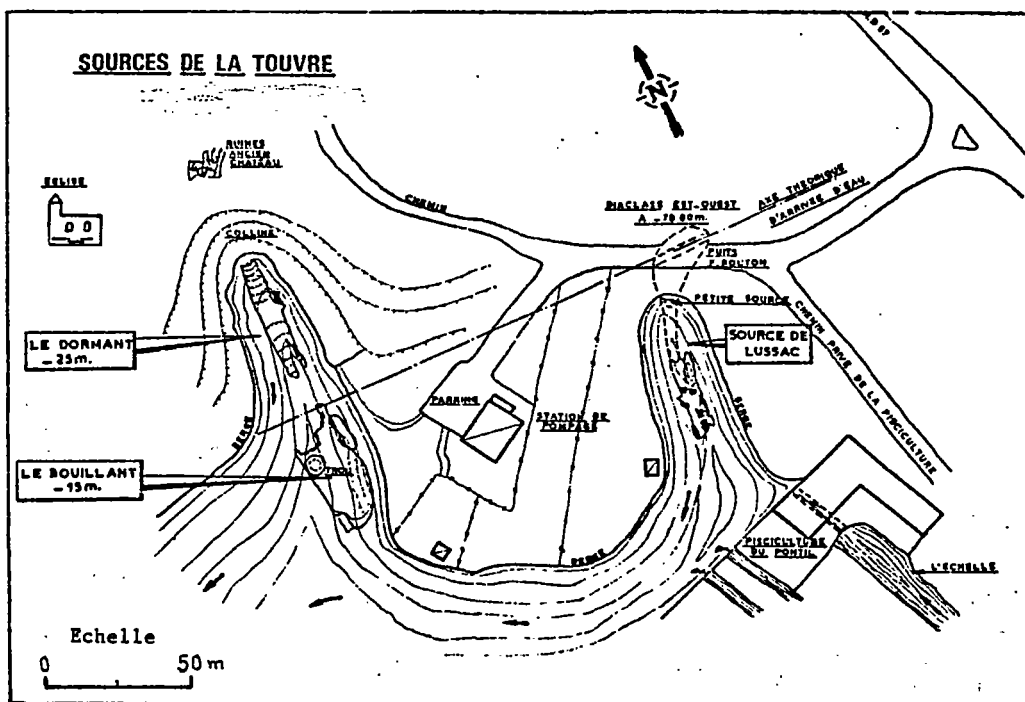 SOURCES DE LA TOUVRE
N
RUINES
ANCIEN
CHATEAU
EGLISE
COLLINE
CHEMIN
DIACLASE EST-OUEST
AXE THEORIQUE
D'ARRIVEE D'EAU
PUITS
PETITE SOURCE
CHEMIN PRIVE DE LA PISCICULTURE
SOURCE DE
LUSSAC
LE DORMANT
_ 25m.
BERGE
PARKING
STATION DE
POMPAGE
BERGE
LE BOUILLANT
_ 15m.
TROU
BERGE
PISCICULTURE
DU PONTIL
L'ECHELLE
Echelle
0 50 m